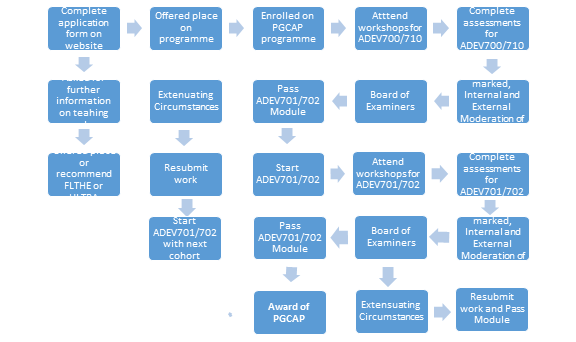 Complete
application
form on
website
Offered place
on
programme
Enrolled on
PGCAP
programme
Atttend
workshops for
ADEV700/710
Complete
assessments
for
ADEV700/710
further
information
on teahing
Extenuating
Circumstances
Pass
ADEV701/702
Module
Board of
Examiners
marked,
Internal and
External
Moderation of
or
recommend
FLTHE or
Resubmit
work
Start
ADEV701/702
Attend
workshops for
ADEV701/702
Complete
assessments
for
ADEV701/702
Start
ADEV701/702
with next
cohort
Pass
ADEV701/702
Module
Board of
Examiners
marked,
Internal and
External
Moderation of
Award of
PGCAP
Extensuating
Circumstances
Resubmit
work and Pass
Module